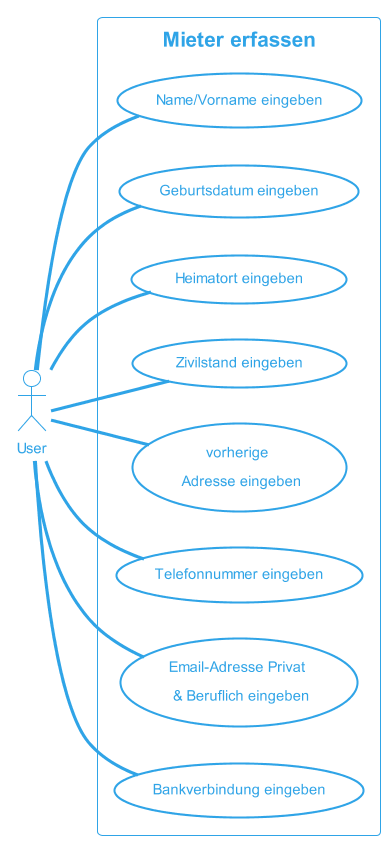 Mieter erfassen
Name/Vorname eingeben
Geburtsdatum eingeben
Heimatort eingeben
Zivilstand eingeben
User
vorherige
Adresse eingeben
Telefonnummer eingeben
Email-Adresse Privat
& Beruflich eingeben
Bankverbindung eingeben